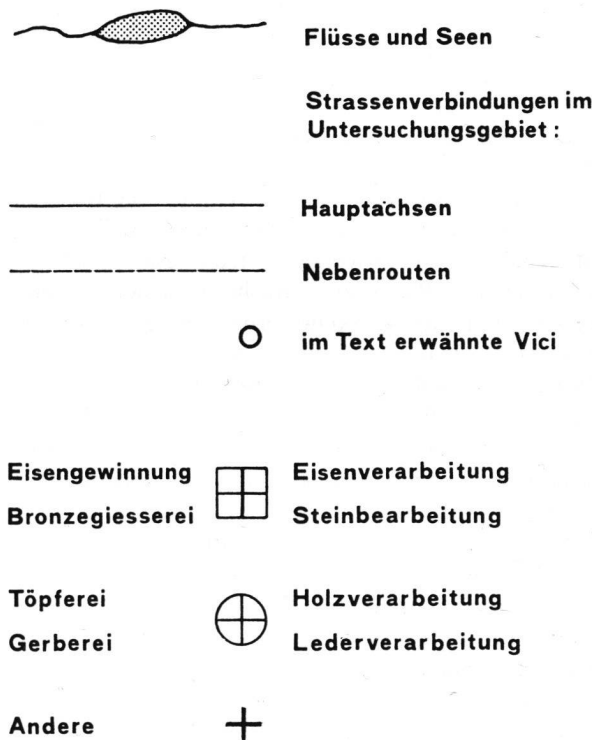 Flüsse und Seen
Strassenverbindungen im
Untersuchungsgebiet :
Hauptachsen
Nebenrouten
im Text erwähnte Vici
Eisengewinnung Eisenverarbeitung
Bronzegiesserei Steinbearbeitung
Töpferei Holzverarbeitung
Gerberei Lederverarbeitung
Andere